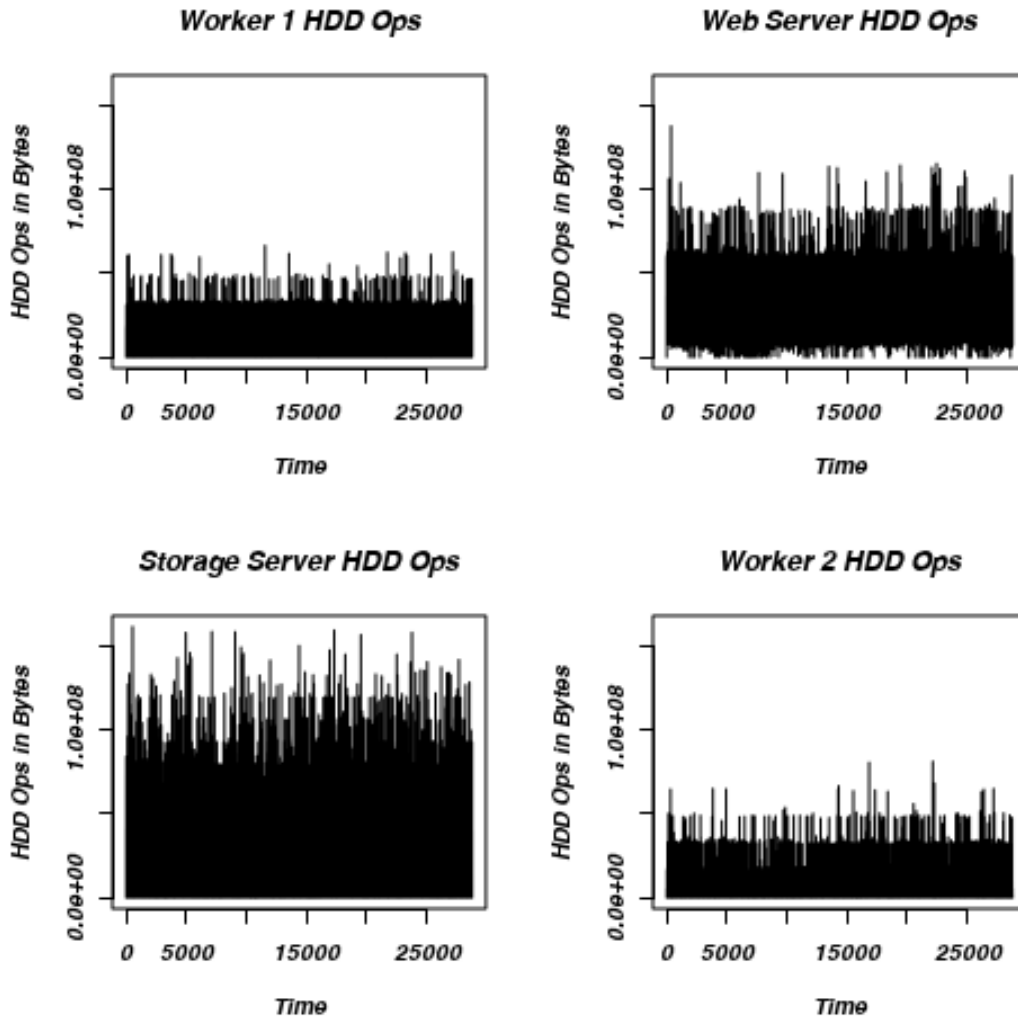 Worker 1 HDD Ops
HDD Ops in Bytes
1.0e+08
0.0e+00
0 5000 15000 25000
Time
Web Server HDD Ops
HDD Ops in Bytes
1.0e+08
0.0e+00
0 5000 15000 25000
Time
Storage Server HDD Ops
HDD Ops in Bytes
1.0e+08
0.0e+00
0 5000 15000 25000
Time
Worker 2 HDD Ops
HDD Ops in Bytes
1.0e+08
0.0e+00
0 5000 15000 25000
Time